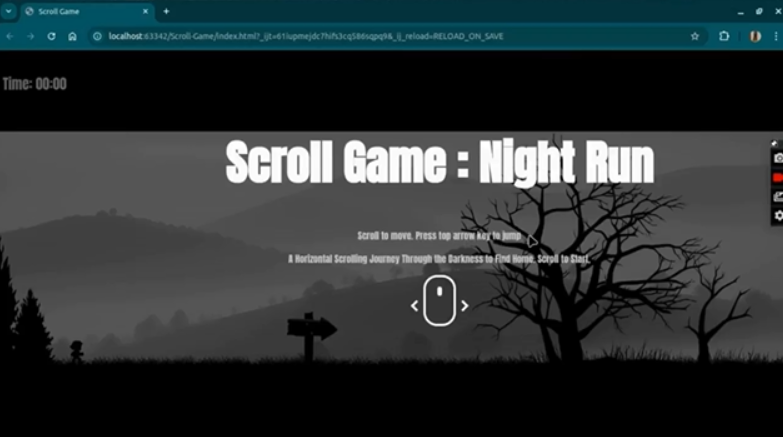 Scroll Game
localhost:63342/Scroll-Game/index.html?_ijt=61iupmejdc7hifs3cq586sqpq9&_ij_reload=RELOAD_ON_SAVE
Time: 00:00
Scroll Game : Night Run
Scroll to move. Press top arrow key to jump
A Horizontal Scrolling Journey Through the Darkness to Find Home. Scroll to Start.